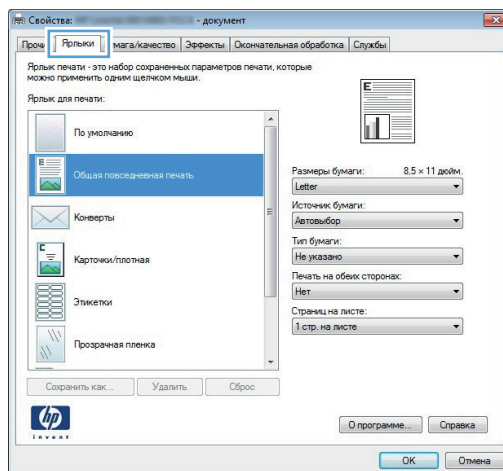 Свойства: - документ
Ярлыки мага/качество Эффекты Окончательная обработка Службы
Ярлык печати - это набор сохраненных параметров печати, которые
можно применить одним щелчком мыши.
Ярлык для печати:
По умолчанию
Общая повседневная печать
Конверты
Карточки/плотная
Этикетки
Прозрачная пленка
E
Размеры бумаги: 8,5 × 11 дюйм.
Letter
Источник бумаги:
Автовыбор
Тип бумаги:
Не указано
Печать на обеих сторонах:
Нет
Страниц на листе:
1 стр. на листе
Сохранить как... Удалить Сброс
hp
invent
О программе... Справка
OK Отмена